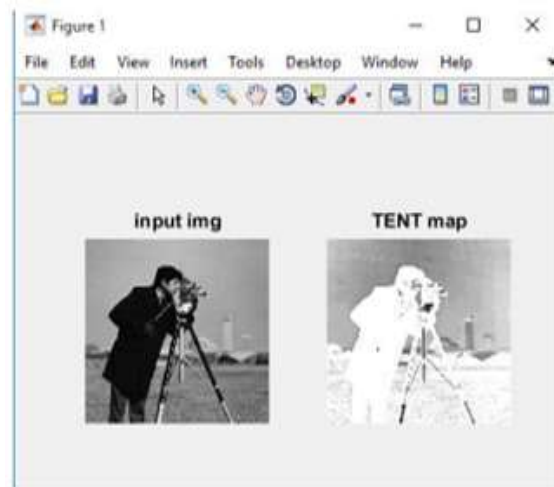 Figure 1
File Edit View Insert Tools Desktop Window Help
input img TENT map